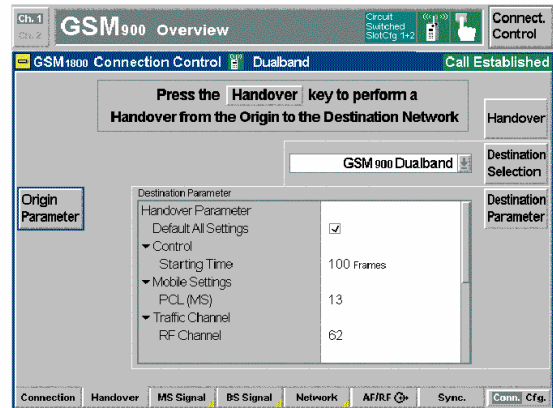 Ch. 1
Ch. 2
GSM900 Overview
Circuit
Switched
SlotCfg 1+2
Connect.
Control
GSM1800 Connection Control Dualband
Call Established
Press the Handover key to perform a
Handover from the Origin to the Destination Network
Handover
GSM 900 Dualband
Destination
Selection
Origin
Parameter
Destination
Parameter
Destination Parameter
Handover Parameter
Default All Settings
Control
Starting Time 100 Frames
Mobile Settings
PCL (MS) 13
Traffic Channel
RF Channel 62
Connection Handover MS Signal BS Signal Network AF/RF Sync. Conn. Cfg.